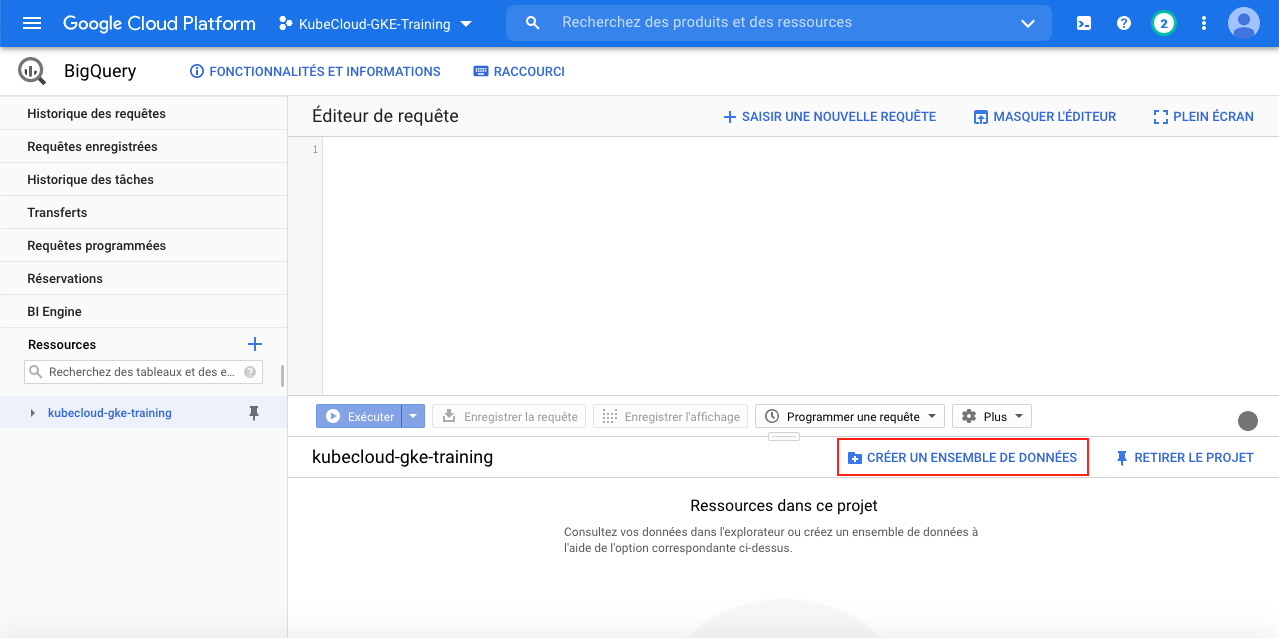 Google Cloud Platform
KubeCloud-GKE-Training
Recherchez des produits et des ressources
2
BigQuery
FONCTIONNALITÉS ET INFORMATIONS
RACCOURCI
Historique des requêtes
Requêtes enregistrées
Historique des tâches
Transferts
Requêtes programmées
Réservations
BI Engine
Ressources
Recherchez des tableaux et des e...
kubecloud-gke-training
Éditeur de requête
SAISIR UNE NOUVELLE REQUÊTE
MASQUER L'ÉDITEUR
PLEIN ÉCRAN
1
Exécuter
Enregistrer la requête
Enregistrer l'affichage
Programmer une requête
Plus
kubecloud-gke-training
CRÉER UN ENSEMBLE DE DONNÉES
RETIRER LE PROJET
Ressources dans ce projet
Consultez vos données dans l'explorateur ou créez un ensemble de données à
l'aide de l'option correspondante ci-dessus.